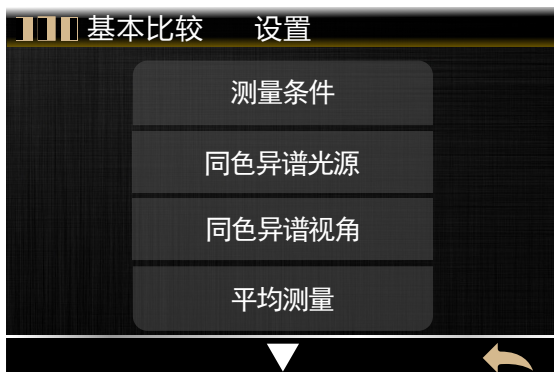 基本比较 设置
测量条件
同色异谱光源
同色异谱视角
平均测量